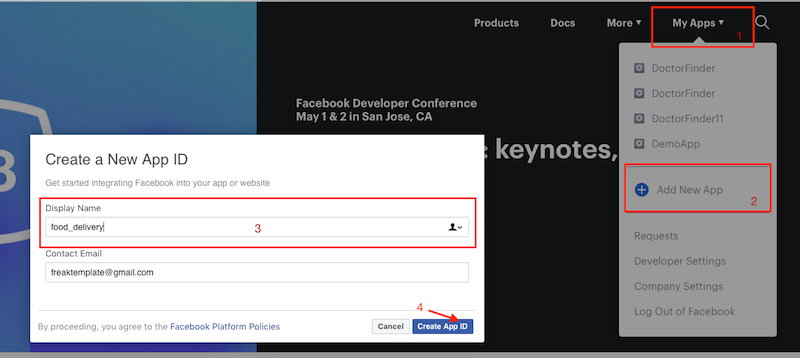 Products
Docs
More ▾
My Apps ▾
1
DoctorFinder
DoctorFinder
DoctorFinder11
DemoApp
Add New App
2
Requests
Developer Settings
Company Settings
Log Out of Facebook
Facebook Developer Conference
May 1 & 2 in San Jose, CA
: keynotes,
8
Create a New App ID
Get started integrating Facebook into your app or website
Display Name
food_delivery
3
Contact Email
freaktemplate@gmail.com
4
By proceeding, you agree to the Facebook Platform Policies
Cancel
Create App ID